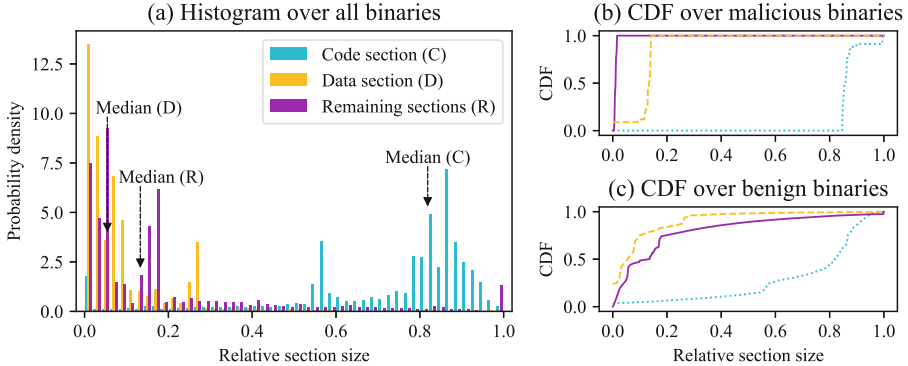 (a) Histogram over all binaries
Probability density
12.5
10.0
7.5
5.0
2.5
0.0
Code section (C)
Data section (D)
Remaining sections (R)
Median (D)
Median (R)
Median (C)
0.0 0.2 0.4 0.6 0.8 1.0
Relative section size
(b) CDF over malicious binaries
CDF
1.0
0.5
0.0
0.0 0.2 0.4 0.6 0.8 1.0
(c) CDF over benign binaries
CDF
1.0
0.5
0.0
0.0 0.2 0.4 0.6 0.8 1.0
Relative section size